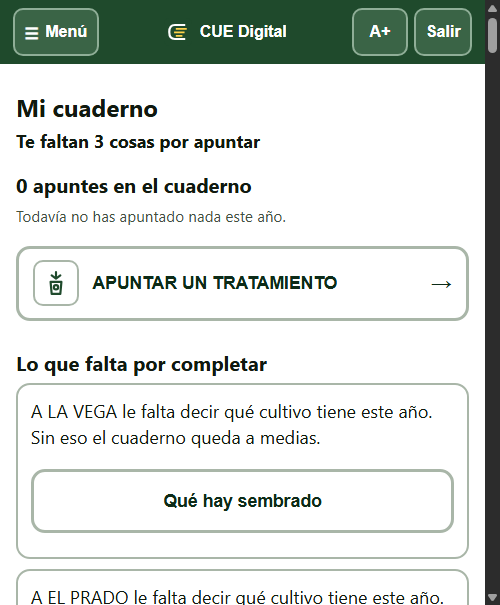 Menú
CUE Digital
A+
Salir
Mi cuaderno
Te faltan 3 cosas por apuntar
0 apuntes en el cuaderno
Todavía no has apuntado nada este año.
APUNTAR UN TRATAMIENTO →
Lo que falta por completar
A LA VEGA le falta decir qué cultivo tiene este año.
Sin eso el cuaderno queda a medias.
Qué hay sembrado
A EL PRADO le falta decir qué cultivo tiene este año.